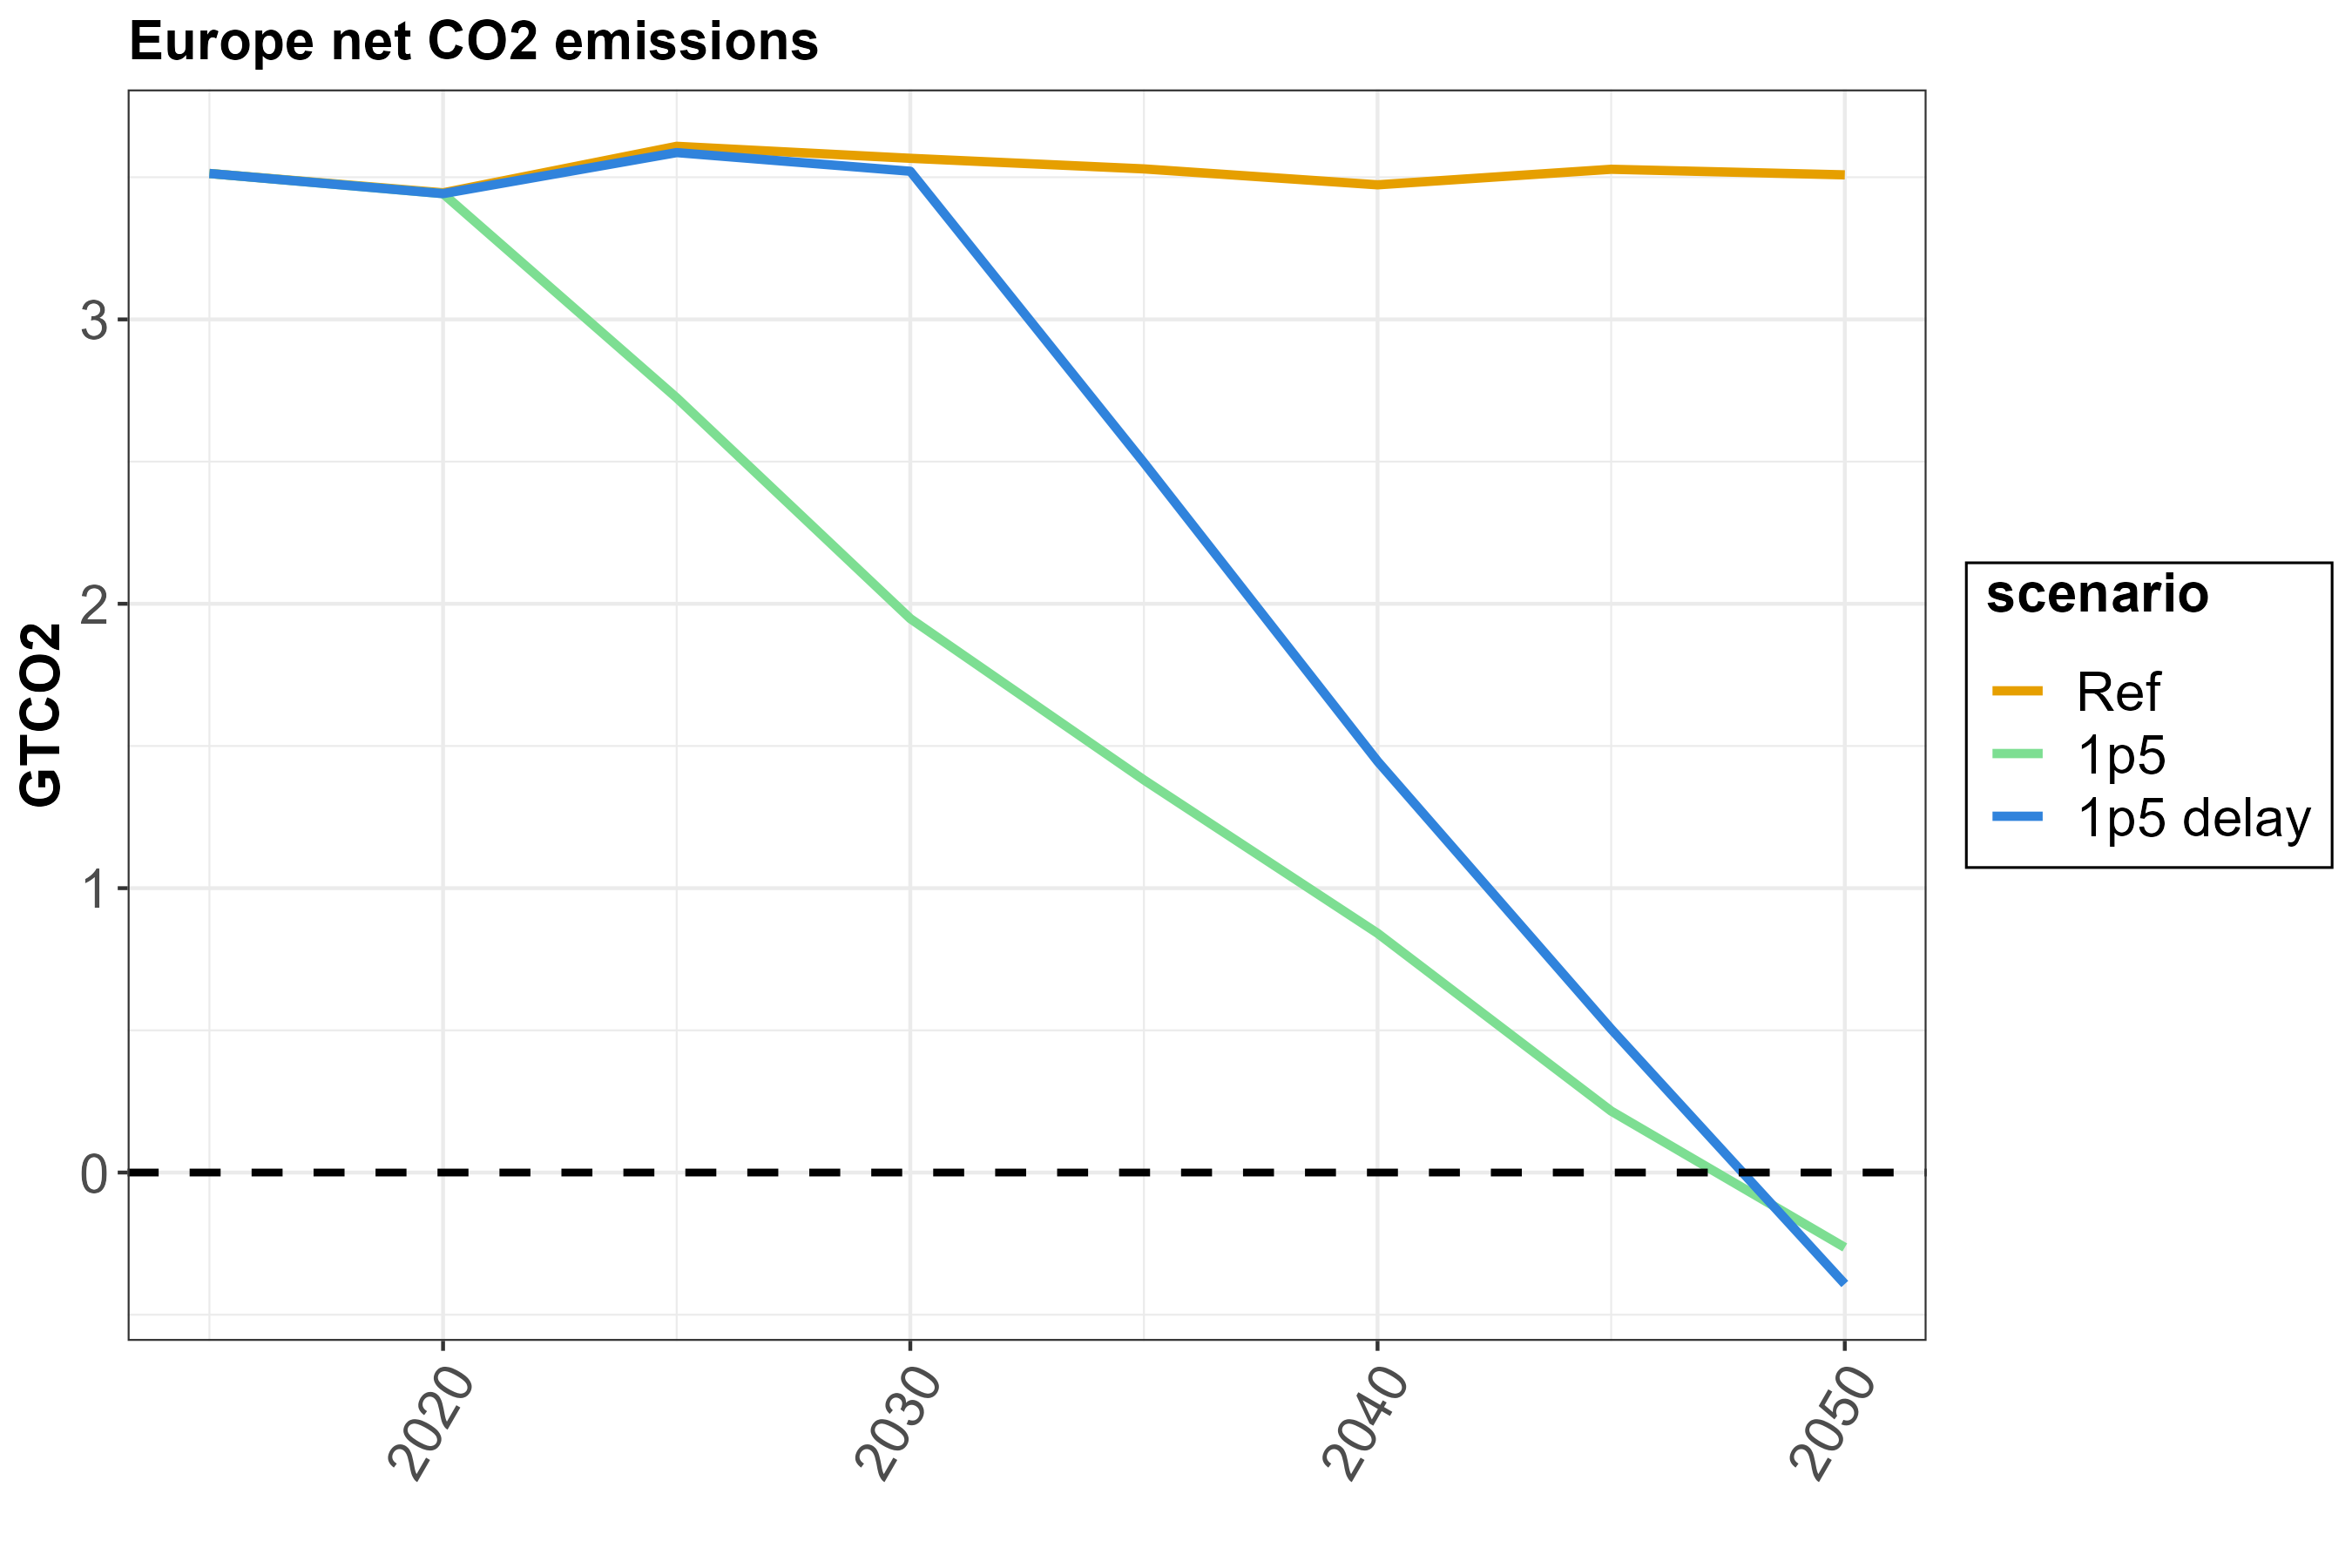 Europe net CO2 emissions
GTCO2
3
2
1
0
2020
2030
2040
2050
scenario
Ref
1p5
1p5 delay